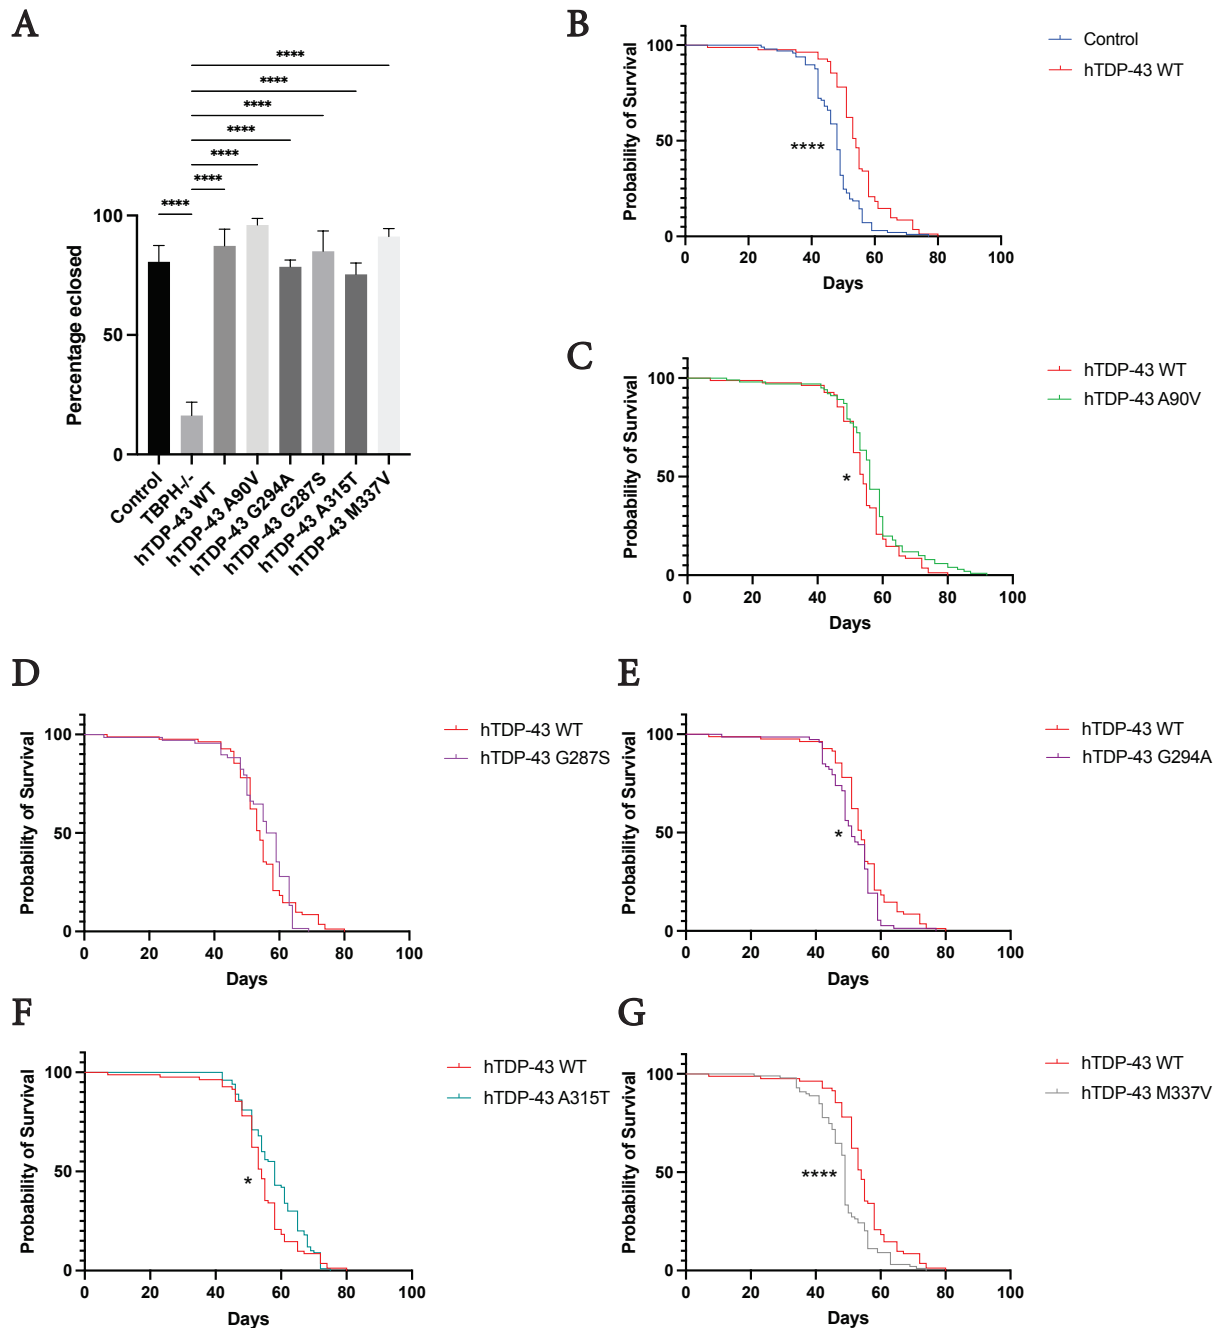 A
****
****
****
****
****
****
****
Percentage eclosed
100
50
0
Control
TBPH-/-
hTDP-43 WT
hTDP-43 A90V
hTDP-43 G294A
hTDP-43 G287S
hTDP-43 A315T
hTDP-43 M337V
B
Probability of Survival
100
50
0
****
0 20 40 60 80 100
Days
Control
hTDP-43 WT
C
Probability of Survival
100
50
0
*
0 20 40 60 80 100
Days
hTDP-43 WT
hTDP-43 A90V
D
Probability of Survival
100
50
0
0 20 40 60 80 100
Days
hTDP-43 WT
hTDP-43 G287S
E
Probability of Survival
100
50
0
*
0 20 40 60 80 100
Days
hTDP-43 WT
hTDP-43 G294A
F
Probability of Survival
100
50
0
*
0 20 40 60 80 100
Days
hTDP-43 WT
hTDP-43 A315T
G
Probability of Survival
100
50
0
****
0 20 40 60 80 100
Days
hTDP-43 WT
hTDP-43 M337V